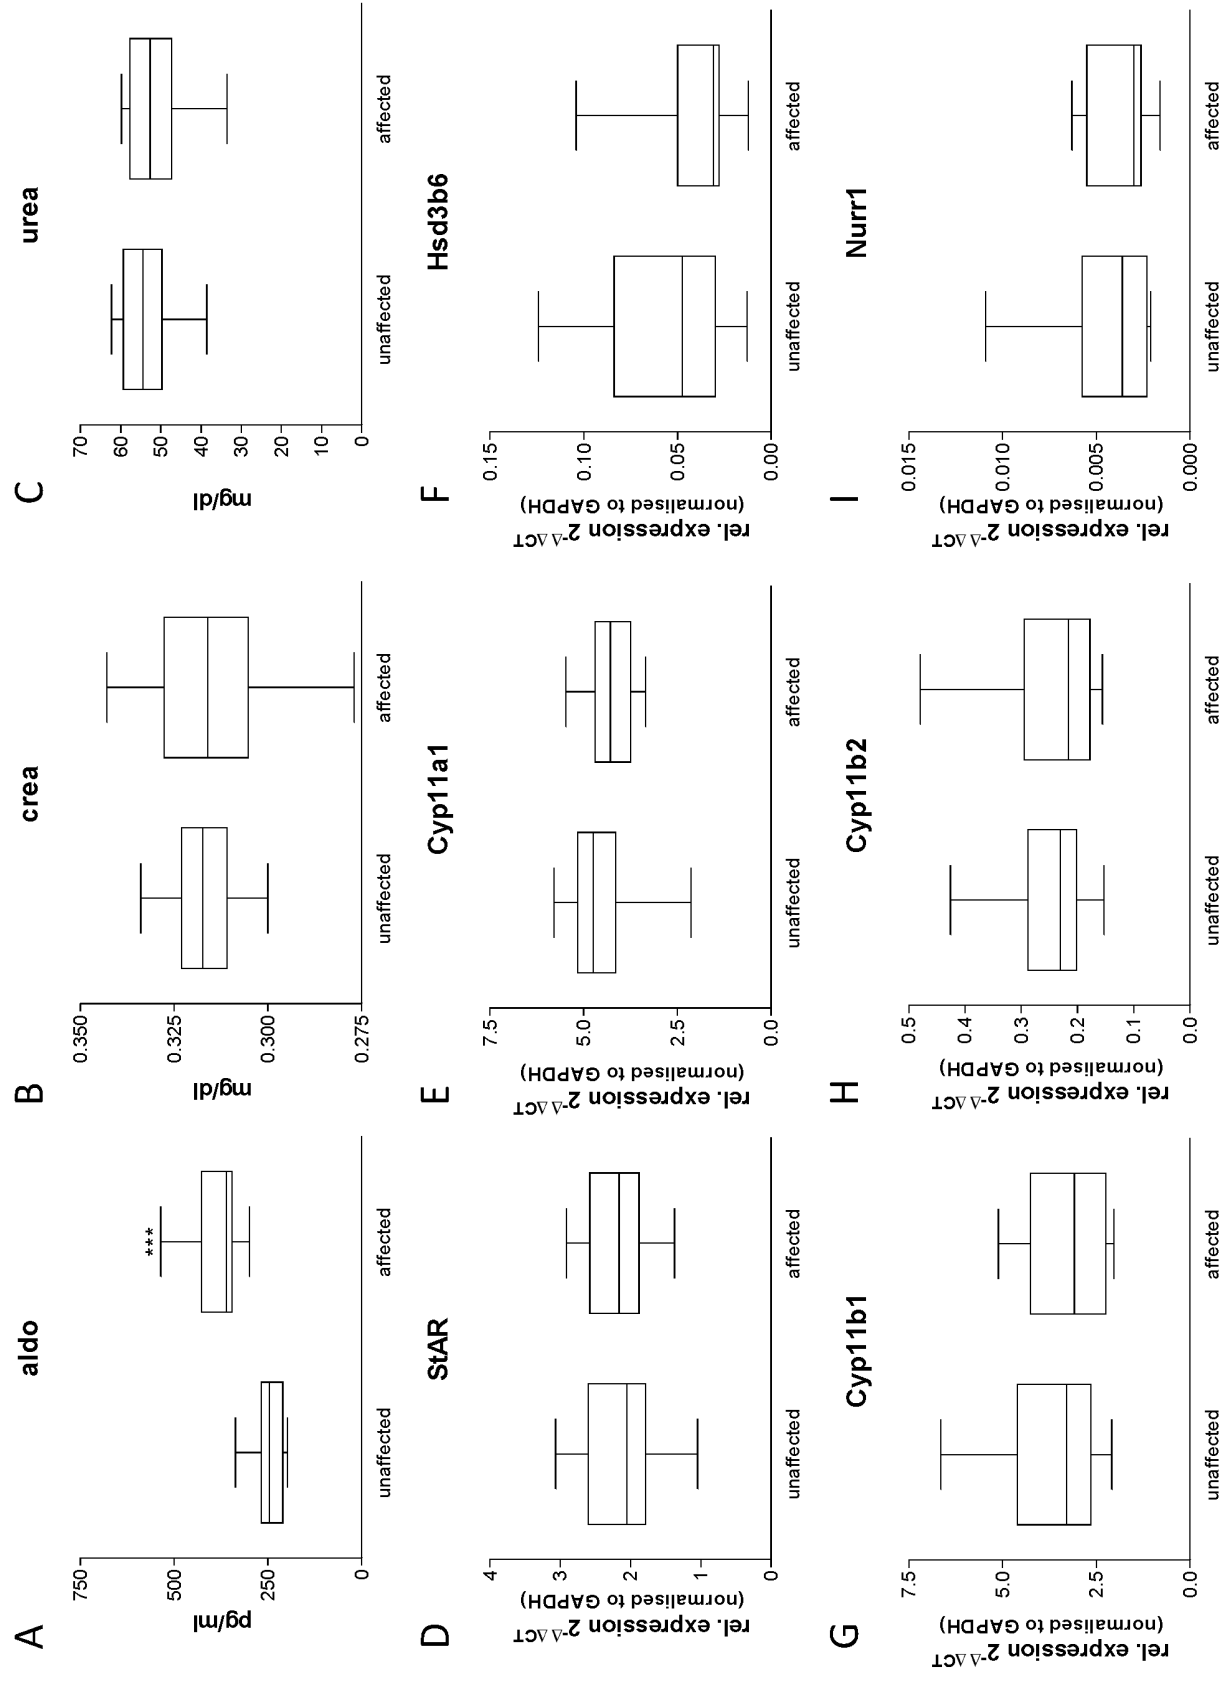 A
aldo
pg/ml
750
500
250
0
***
unaffected
affected
B
crea
mg/dl
0.350
0.325
0.300
0.275
unaffected
affected
C
urea
mg/dl
70
60
50
40
30
20
10
0
unaffected
affected
D
StAR
rel. expression 2-ΔΔCT
(normalised to GAPDH)
4
3
2
1
0
unaffected
affected
E
Cyp11a1
rel. expression 2-ΔΔCT
(normalised to GAPDH)
7.5
5.0
2.5
0.0
unaffected
affected
F
Hsd3b6
rel. expression 2-ΔΔCT
(normalised to GAPDH)
0.15
0.10
0.05
0.00
unaffected
affected
G
Cyp11b1
rel. expression 2-ΔΔCT
(normalised to GAPDH)
7.5
5.0
2.5
0.0
unaffected
affected
H
Cyp11b2
rel. expression 2-ΔΔCT
(normalised to GAPDH)
0.5
0.4
0.3
0.2
0.1
0.0
unaffected
affected
I
Nurr1
rel. expression 2-ΔΔCT
(normalised to GAPDH)
0.015
0.010
0.005
0.000
unaffected
affected